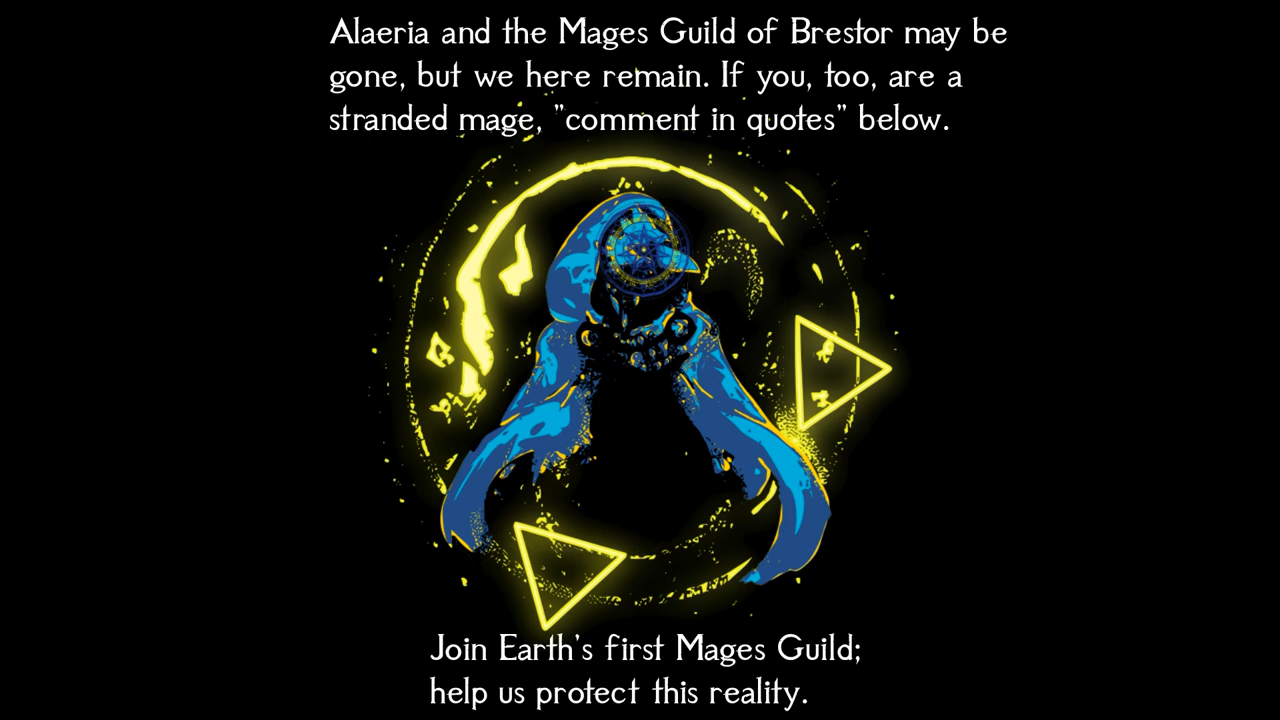 Alaeria and the Mages Guild of Brestor may be
gone, but we here remain. If you, too, are a
stranded mage, "comment in quotes" below.
Join Earth's first Mages Guild;
help us protect this reality.